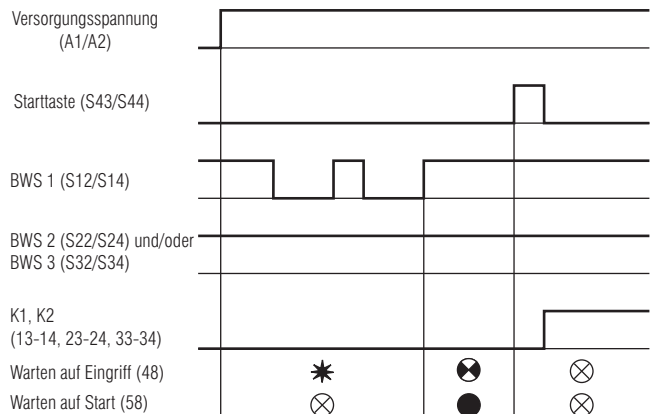 Versorgungsspannung
(A1/A2)
Starttaste (S43/S44)
BWS 1 (S12/S14)
BWS 2 (S22/S24) und/oder
BWS 3 (S32/S34)
K1, K2
(13-14, 23-24, 33-34)
Warten auf Eingriff (48)
Warten auf Start (58)